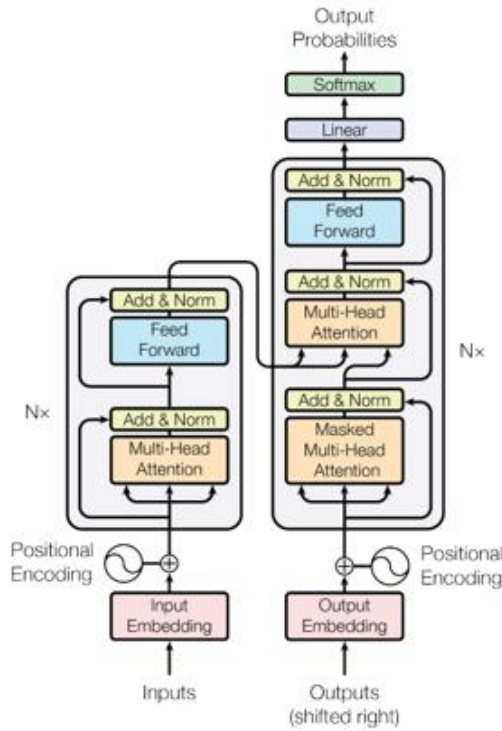 Output
Probabilities
Softmax
Linear
Add & Norm
Feed
Forward
Add & Norm
Multi-Head
Attention
Add & Norm
Masked
Multi-Head
Attention
Nx
Add & Norm
Feed
Forward
Add & Norm
Multi-Head
Attention
Nx
Positional
Encoding
Positional
Encoding
Input
Embedding
Output
Embedding
Inputs
Outputs
(shifted right)